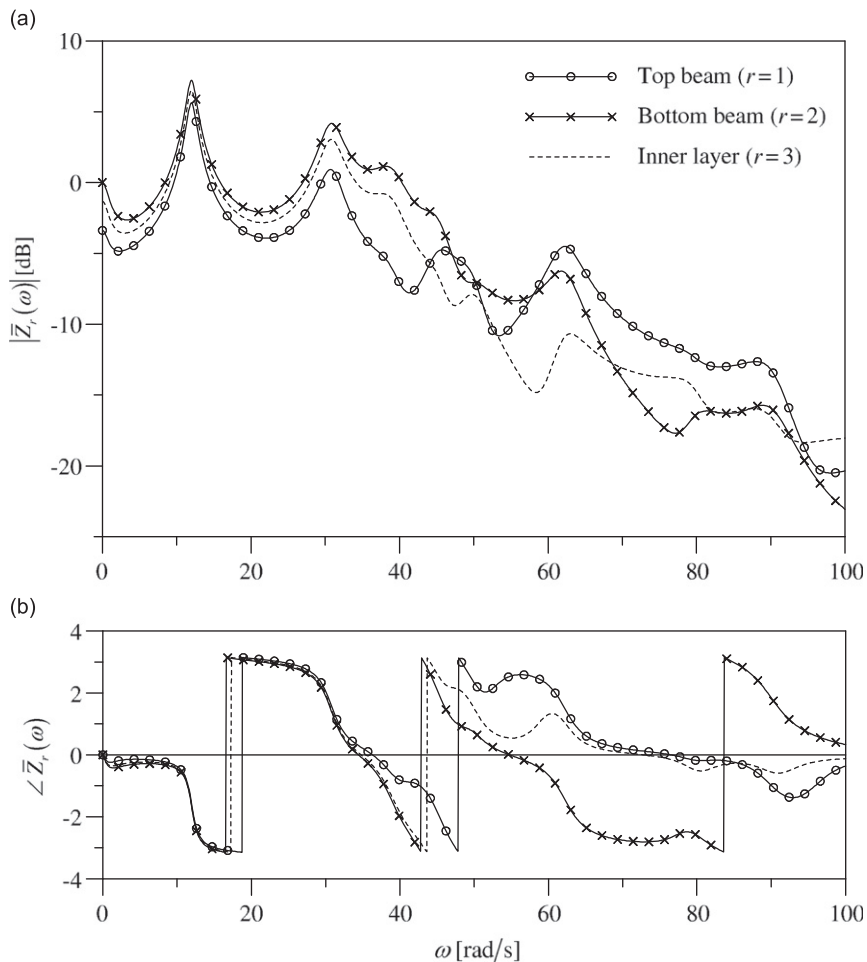 (a)
10
0
-10
-20
|Z̅r(ω)| [dB]
Top beam (r=1)
Bottom beam (r=2)
Inner layer (r=3)
0 20 40 60 80 100
(b)
4
2
0
-2
-4
∠Z̅r(ω)
0 20 40 60 80 100
ω [rad/s]